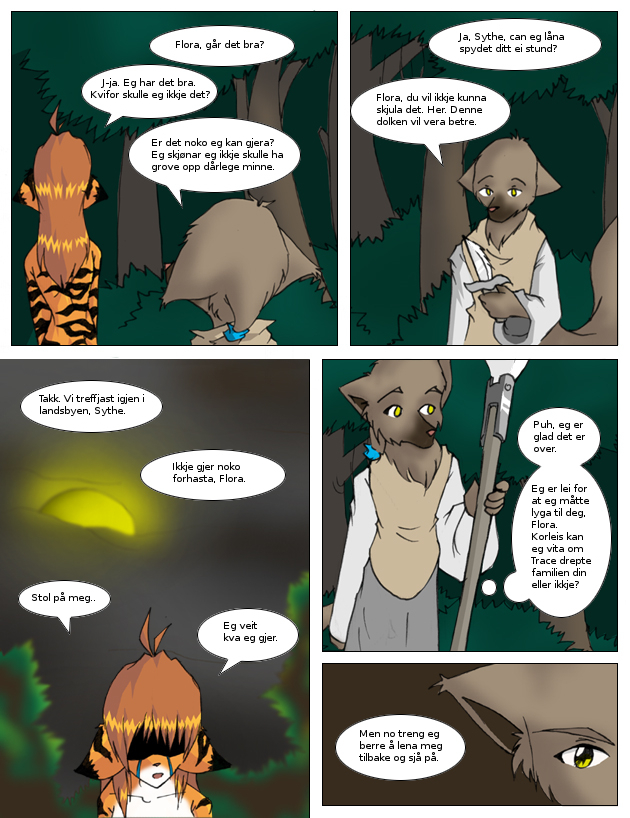 Flora, går det bra?
J-ja. Eg har det bra.
Kvifor skulle eg ikkje det?
Er det noko eg kan gjera?
Eg skjønar eg ikkje skulle ha
grove opp dårlege minne.
Ja, Sythe, can eg låna
spydet ditt ei stund?
Flora, du vil ikkje kunna
skjula det. Her. Denne
dolken vil vera betre.
Takk. Vi treffjast igjen i
landsbyen, Sythe.
Ikkje gjer noko
forhasta, Flora.
Stol på meg..
Eg veit
kva eg gjer.
Puh, eg er
glad det er
over.
Eg er lei for
at eg måtte
lyga til deg,
Flora.
Korleis kan
eg vita om
Trace drepte
familien din
eller ikkje?
Men no treng eg
berre å lena meg
tilbake og sjå på.